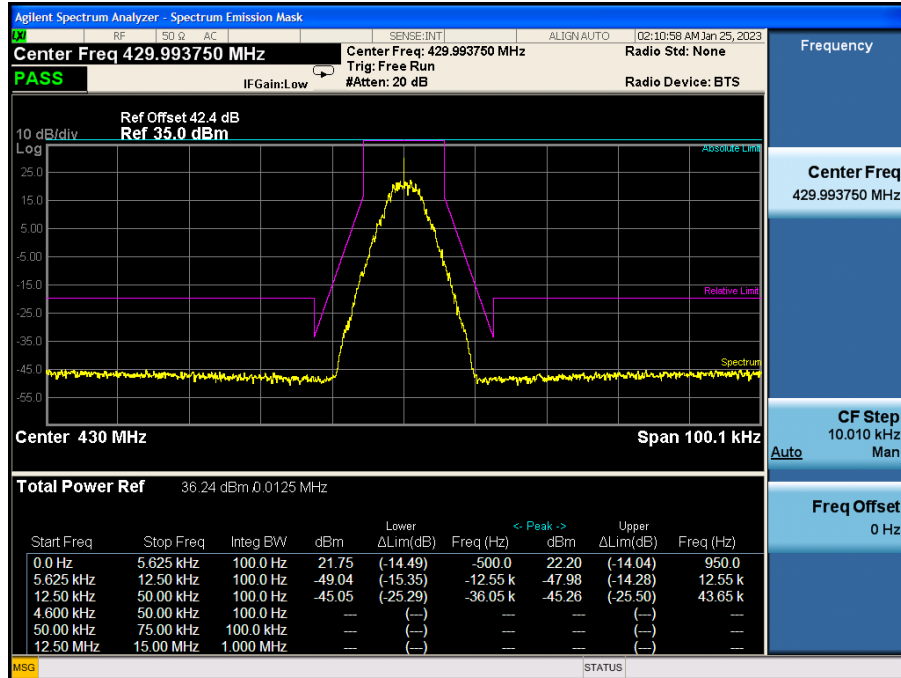 Agilent Spectrum Analyzer - Spectrum Emission Mask
LXI RF 50 Ω AC SENSE:INT ALIGN AUTO 02:10:58 AM Jan 25, 2023
Center Freq 429.993750 MHz Center Freq: 429.993750 MHz Radio Std: None
Trig: Free Run
PASS IFGain:Low #Atten: 20 dB Radio Device: BTS
Frequency
Ref Offset 42.4 dB
10 dB/div Ref 35.0 dBm
Log
Absolute Limit
25.0
15.0
5.00
-5.00
-15.0
Relative Limit
-25.0
-35.0
-45.0
Spectrum
-55.0
Center 430 MHz Span 100.1 kHz
Center Freq
429.993750 MHz
CF Step
10.010 kHz
Auto Man
Freq Offset
0 Hz
Total Power Ref 36.24 dBm / 0.0125 MHz
Lower <- Peak -> Upper
Start Freq Stop Freq Integ BW dBm ΔLim(dB) Freq (Hz) dBm ΔLim(dB) Freq (Hz)
0.0 Hz 5.625 kHz 100.0 Hz 21.75 (-14.49) -500.0 22.20 (-14.04) 950.0
5.625 kHz 12.50 kHz 100.0 Hz -49.04 (-15.35) -12.55 k -47.98 (-14.28) 12.55 k
12.50 kHz 50.00 kHz 100.0 Hz -45.05 (-25.29) -36.05 k -45.26 (-25.50) 43.65 k
4.600 kHz 50.00 kHz 100.0 Hz --- (---) --- --- (---) ---
50.00 kHz 75.00 kHz 100.0 kHz --- (---) --- --- (---) ---
12.50 MHz 15.00 MHz 1.000 MHz --- (---) --- --- (---) ---
MSG STATUS